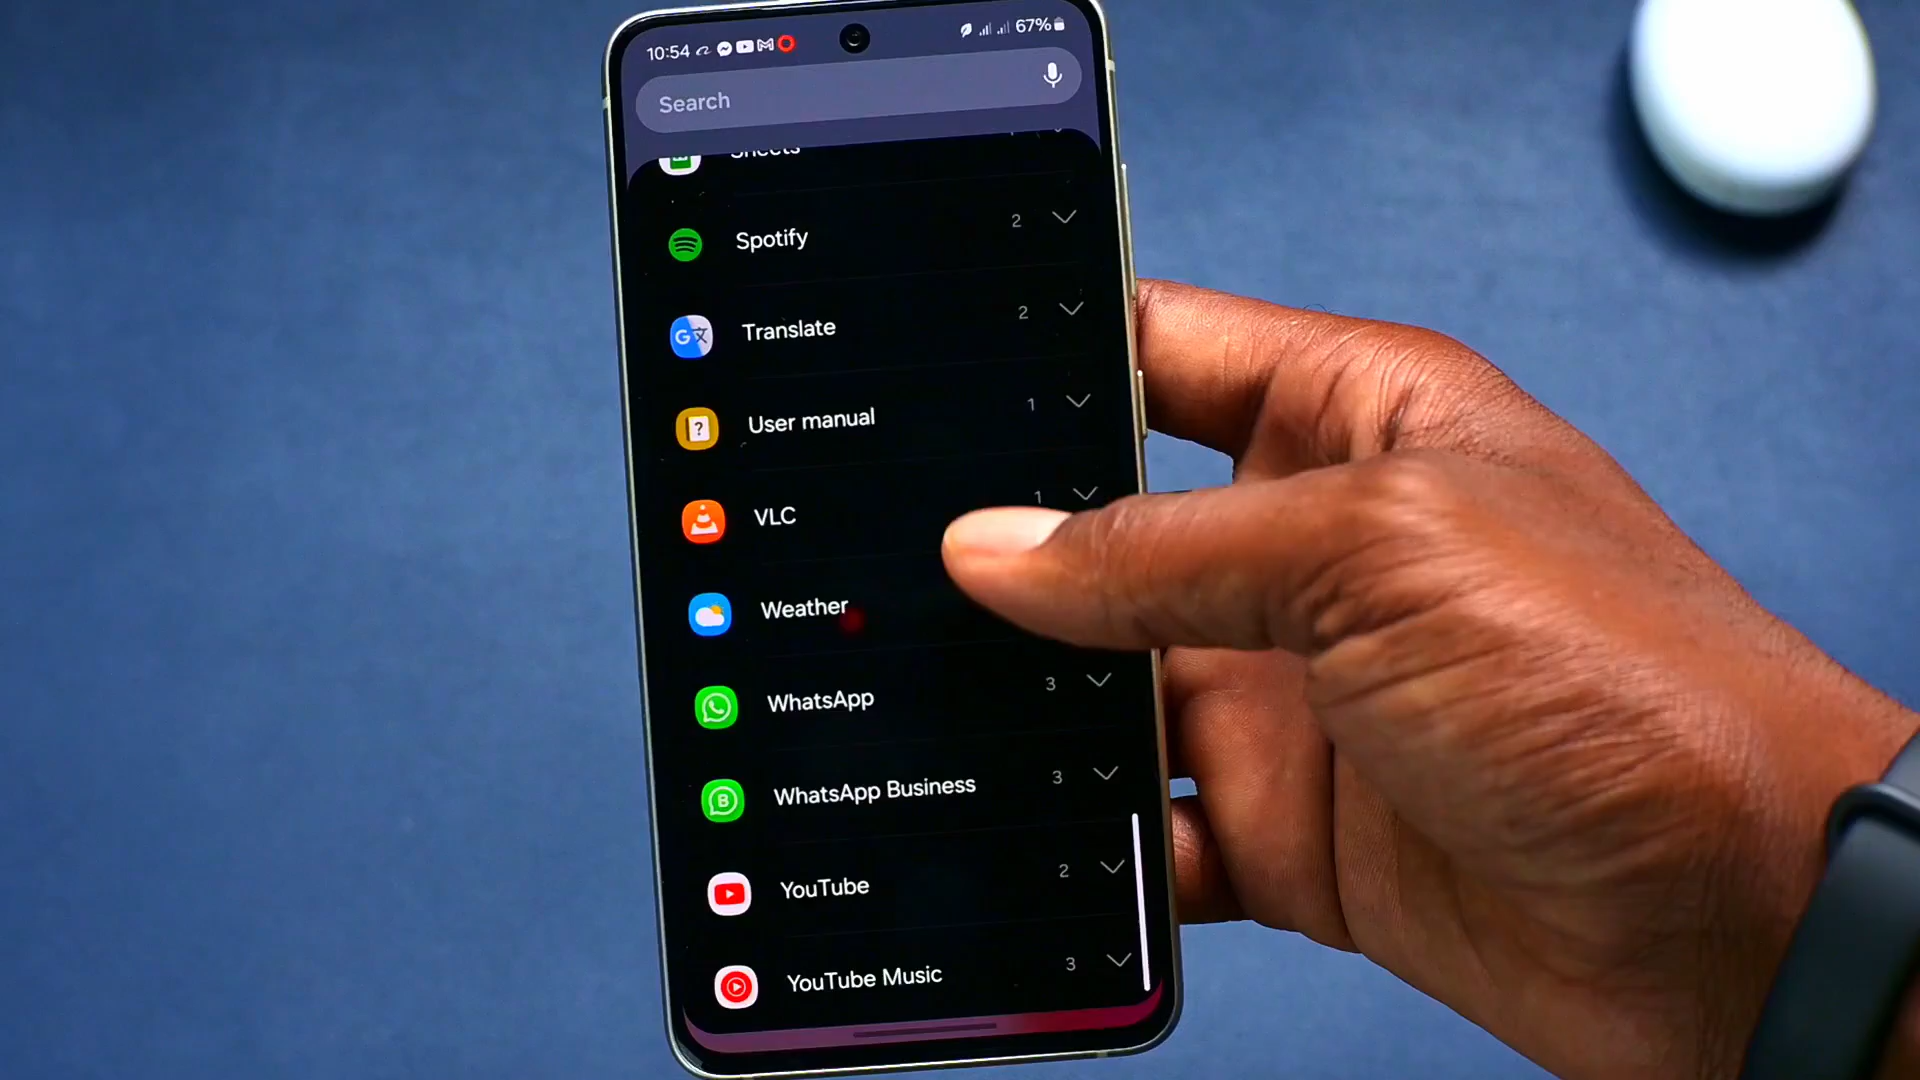 10:54 67%
Search
Sheets
Spotify 2
Translate 2
User manual 1
VLC 1
Weather
WhatsApp 3
WhatsApp Business 3
YouTube 2
YouTube Music 3